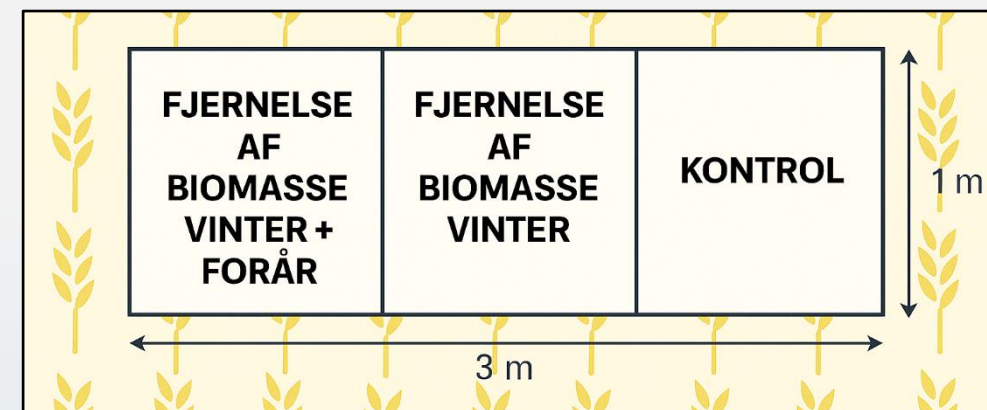 FJERNELSE
AF
BIOMASSE
VINTER +
FORÅR
FJERNELSE
AF
BIOMASSE
VINTER
KONTROL
1 m
3 m